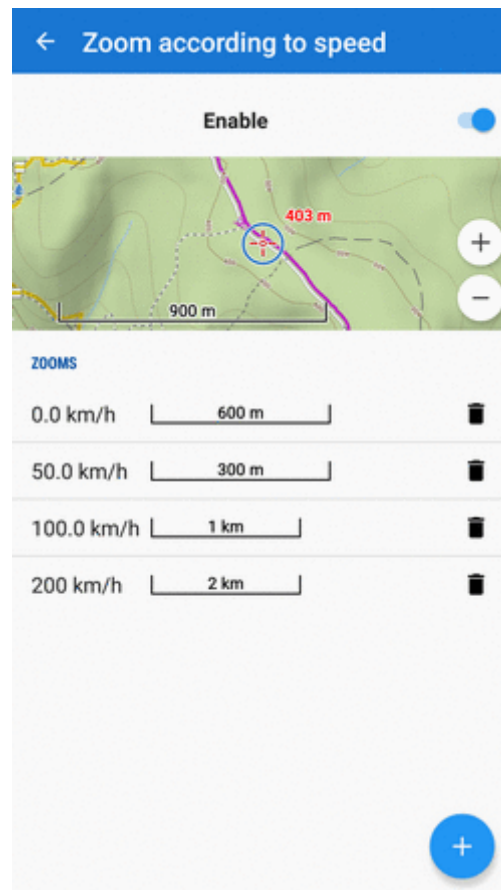 Zoom according to speed
Enable
403 m
900 m
ZOOMS
0.0 km/h 600 m
50.0 km/h 300 m
100.0 km/h 1 km
200 km/h 2 km